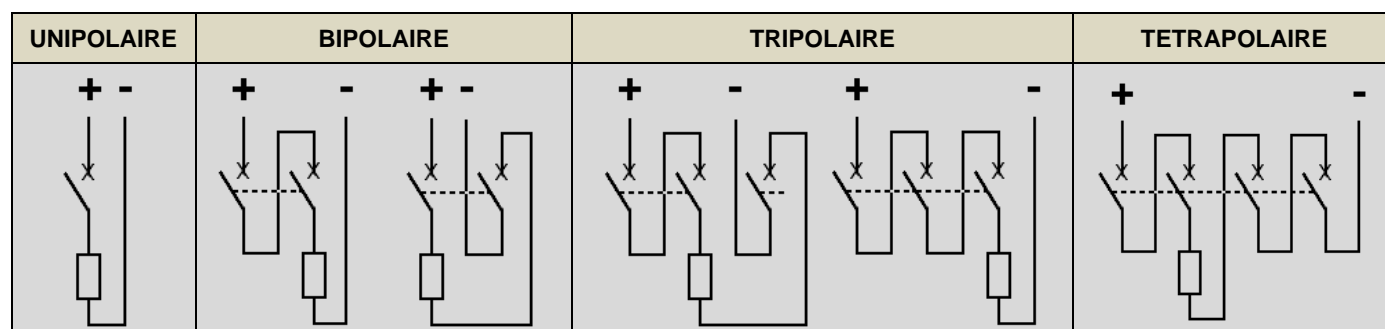 UNIPOLAIRE BIPOLAIRE TRIPOLAIRE TETRAPOLAIRE
+ - + - + - + - + - + -
X X X X X X X X X X X X X X X